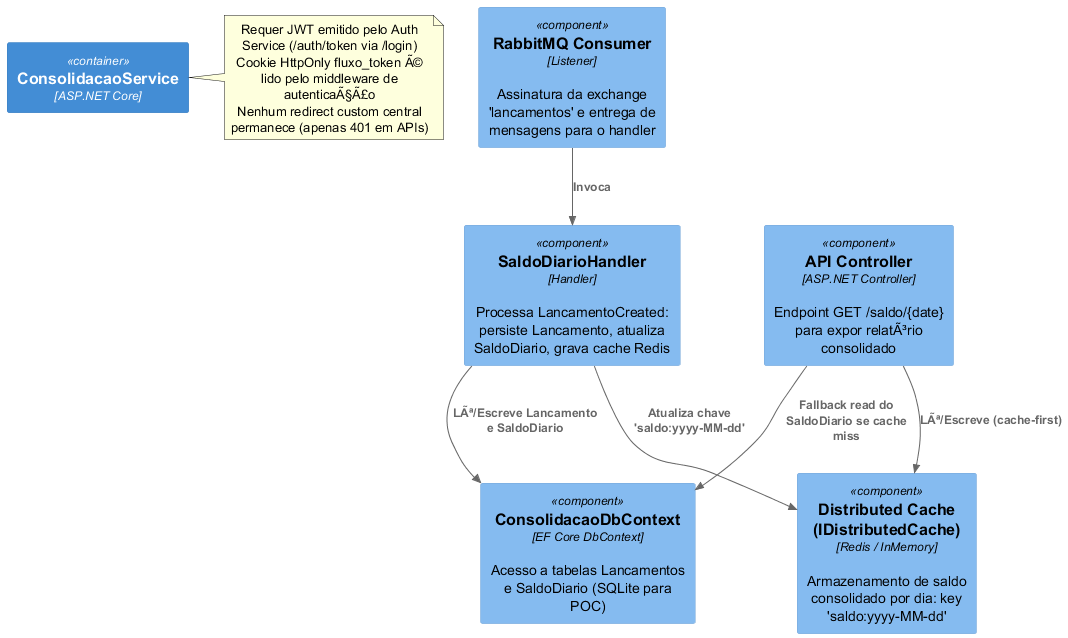 «container»
ConsolidacaoService
[ASP.NET Core]
Requer JWT emitido pelo Auth
Service (/auth/token via /login)
Cookie HttpOnly fluxo_token Ã©
lido pelo middleware de
autenticaÃ§Ã£o
Nenhum redirect custom central
permanece (apenas 401 em APIs)
«component»
RabbitMQ Consumer
[Listener]
Assinatura da exchange
'lancamentos' e entrega de
mensagens para o handler
Invoca
«component»
SaldoDiarioHandler
[Handler]
Processa LancamentoCreated:
persiste Lancamento, atualiza
SaldoDiario, grava cache Redis
«component»
API Controller
[ASP.NET Controller]
Endpoint GET /saldo/{date}
para expor relatÃ³rio
consolidado
LÃª/Escreve Lancamento
e SaldoDiario
Atualiza chave
'saldo:yyyy-MM-dd'
Fallback read do
SaldoDiario se cache
miss
LÃª/Escreve (cache-first)
«component»
ConsolidacaoDbContext
[EF Core DbContext]
Acesso a tabelas Lancamentos
e SaldoDiario (SQLite para
POC)
«component»
Distributed Cache
(IDistributedCache)
[Redis / InMemory]
Armazenamento de saldo
consolidado por dia: key
'saldo:yyyy-MM-dd'